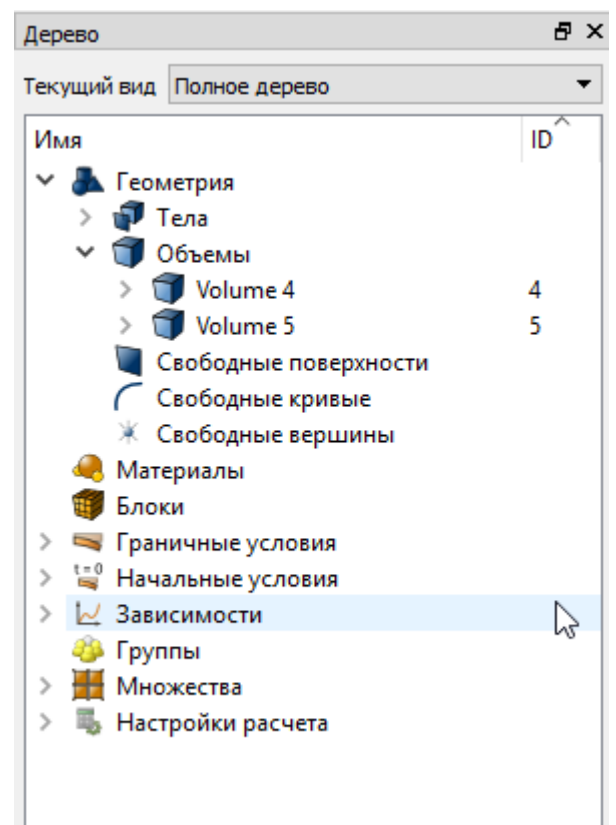 Дерево
Текущий вид Полное дерево
Имя ID
Геометрия
Тела
Объемы
Volume 4 4
Volume 5 5
Свободные поверхности
Свободные кривые
Свободные вершины
Материалы
Блоки
Граничные условия
t=0 Начальные условия
Зависимости
Группы
Множества
Настройки расчета